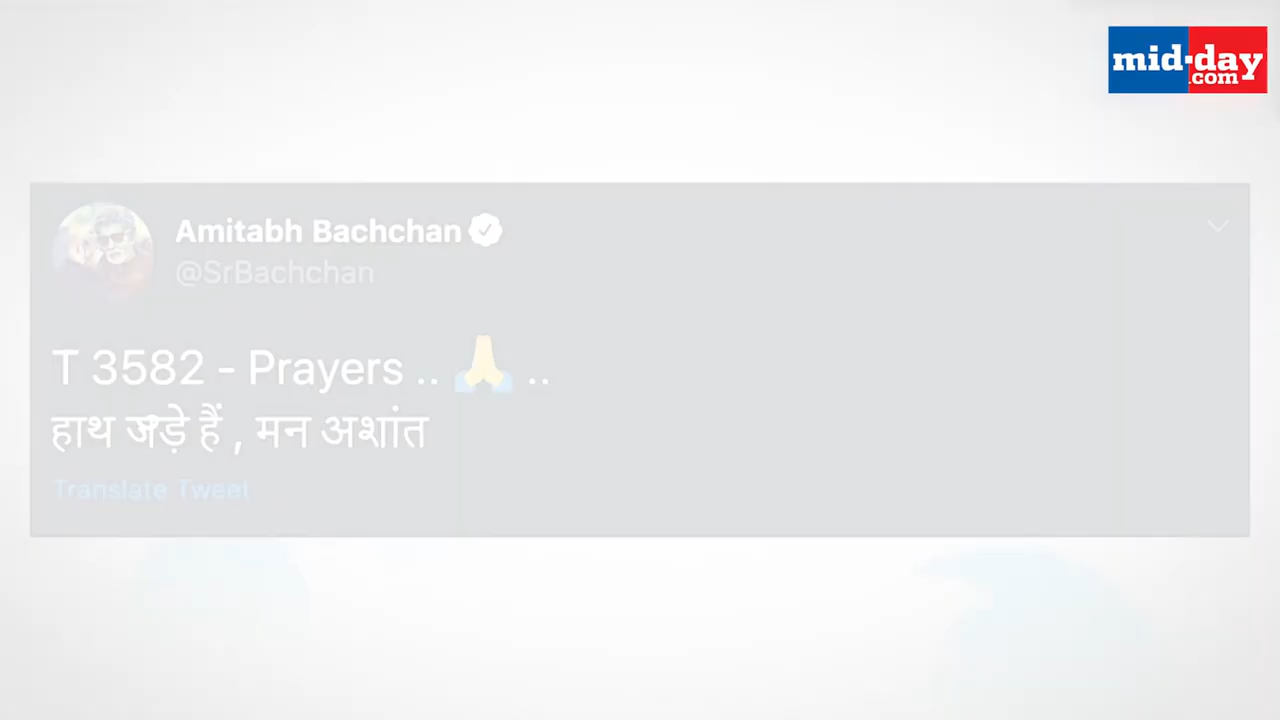 mid-day
.com
Amitabh Bachchan
@SrBachchan
T 3582 - Prayers .. 🙏 ..
हाथ जोड़े हैं , मन अशांत
Translate Tweet